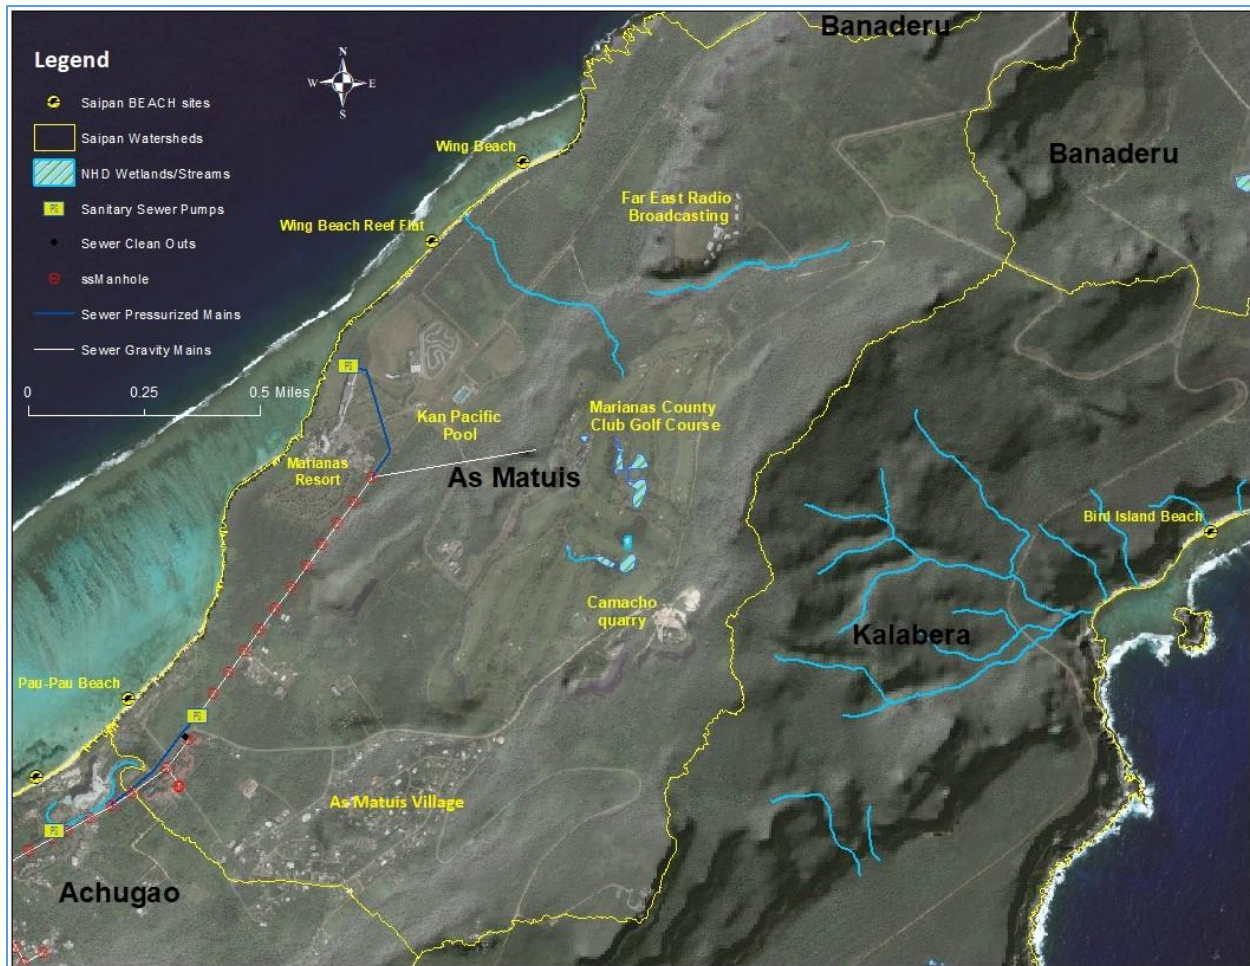 Banaderu
Legend
N
W E
S
Saipan BEACH sites
Saipan Watersheds
NHD Wetlands/Streams
PS Sanitary Sewer Pumps
Sewer Clean Outs
ssManhole
Sewer Pressurized Mains
Sewer Gravity Mains
0 0.25 0.5 Miles
Wing Beach
Banaderu
Far East Radio
Broadcasting
Wing Beach Reef Flat
PS
Kan Pacific
Pool
Marianas County
Club Golf Course
Marianas
Resort
As Matuis
Bird Island Beach
Camacho
quarry
Kalabera
Pau-Pau Beach
PS
As Matuis Village
PS
Achugao